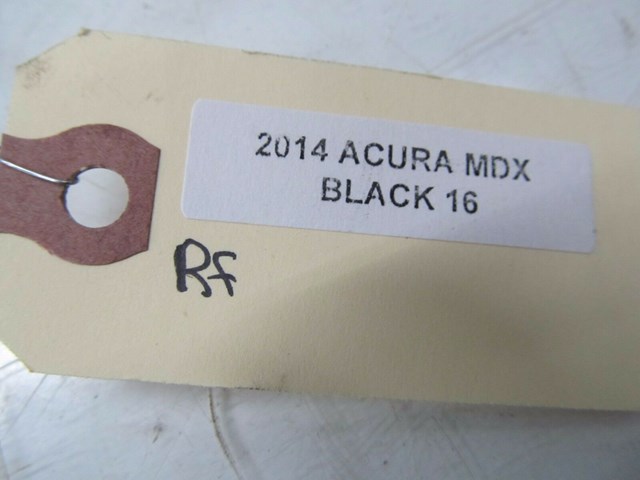 2014 ACURA MDX
BLACK 16
Rf